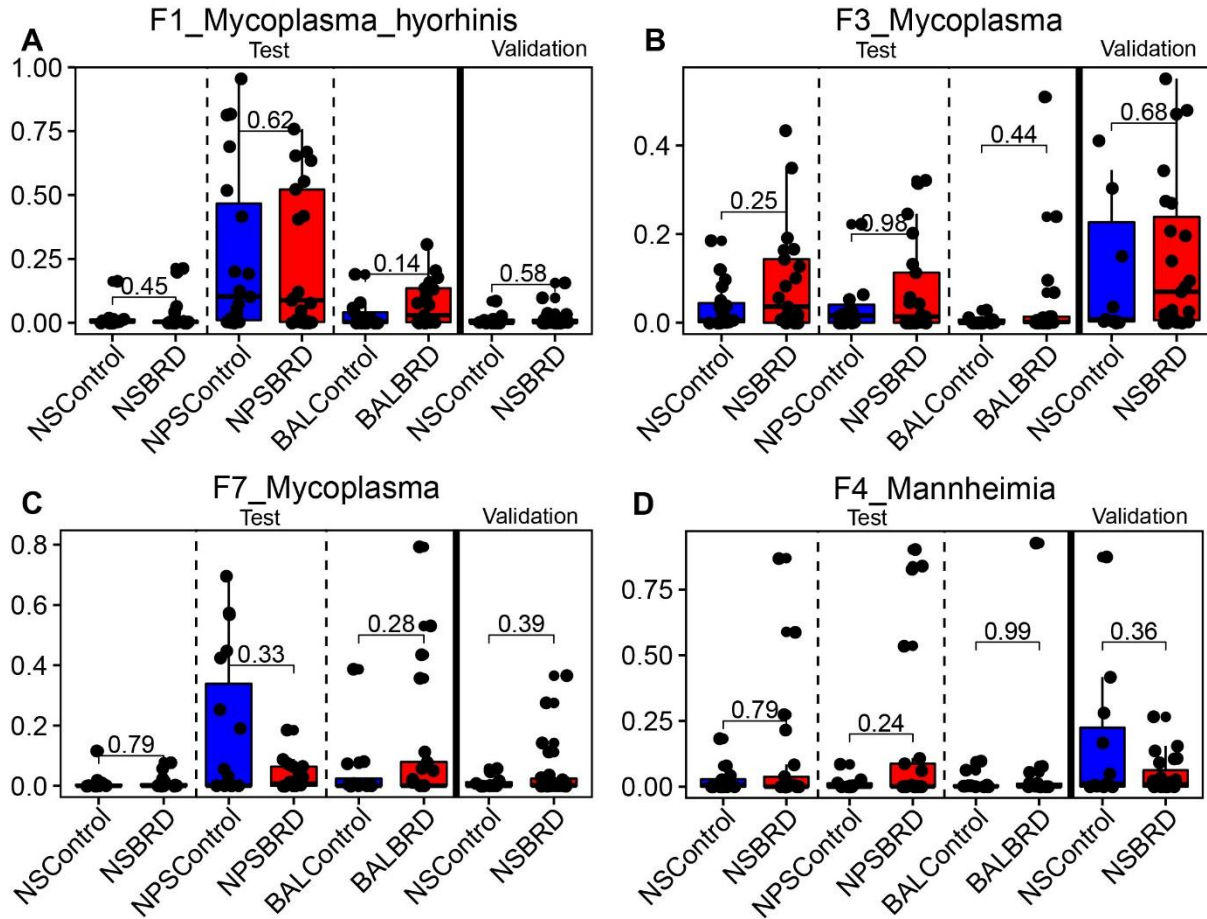 A
F1_Mycoplasma_hyorhinis
Test
Validation
1.00
0.75
0.50
0.25
0.00
0.45
0.62
0.14
0.58
NSControl
NSBRD
NPSControl
NPSBRD
BALControl
BALBRD
NSControl
NSBRD
B
F3_Mycoplasma
Test
Validation
0.4
0.2
0.0
0.25
0.98
0.44
0.68
NSControl
NSBRD
NPSControl
NPSBRD
BALControl
BALBRD
NSControl
NSBRD
C
F7_Mycoplasma
Test
Validation
0.8
0.6
0.4
0.2
0.0
0.79
0.33
0.28
0.39
NSControl
NSBRD
NPSControl
NPSBRD
BALControl
BALBRD
NSControl
NSBRD
D
F4_Mannheimia
Test
Validation
0.75
0.50
0.25
0.00
0.79
0.24
0.99
0.36
NSControl
NSBRD
NPSControl
NPSBRD
BALControl
BALBRD
NSControl
NSBRD